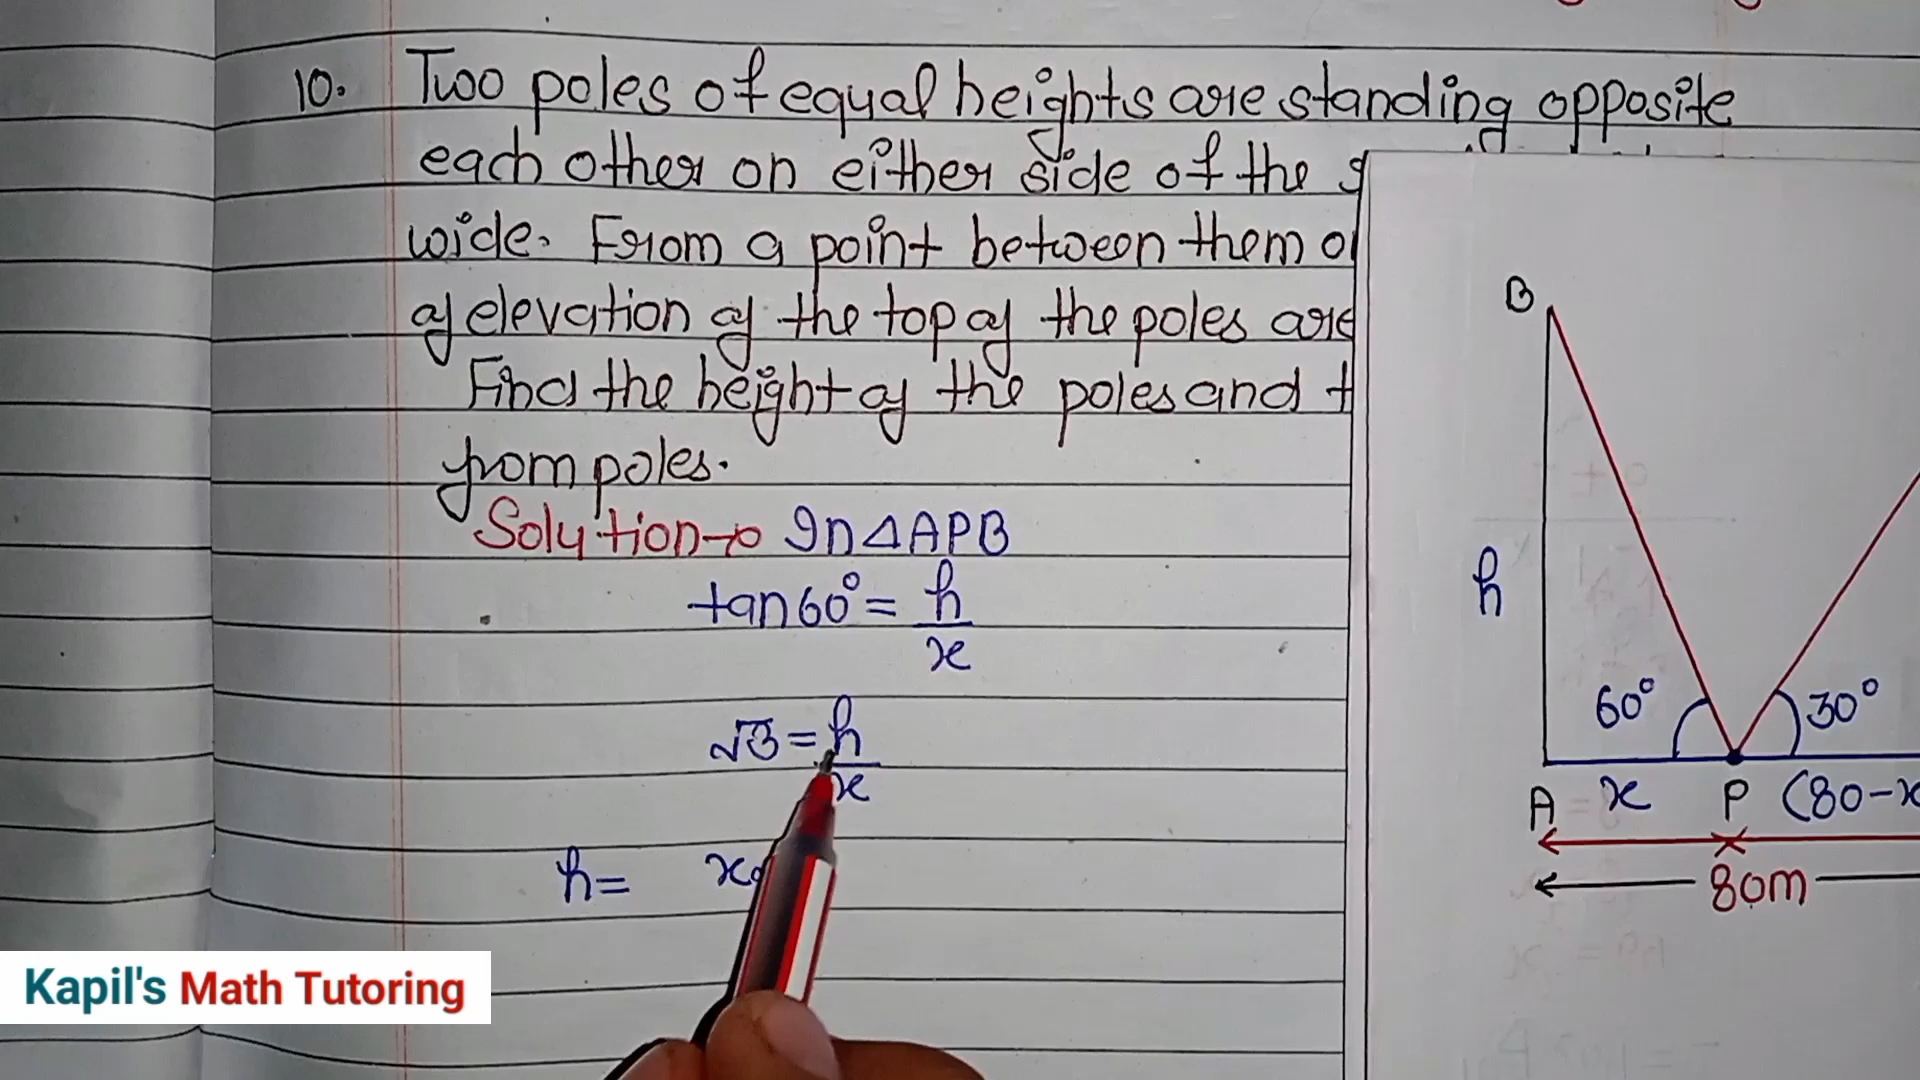 10. Two poles of equal heights are standing opposite
each other on either side of the
wide. From a point between them
of elevation of the top of the poles are
Find the height of the poles and
from poles.
Solution→ In △APB
tan60° = h/x
√3 = h/x
h= x
B
h
60° 30°
A x P (80-x
80m
Kapil's Math Tutoring